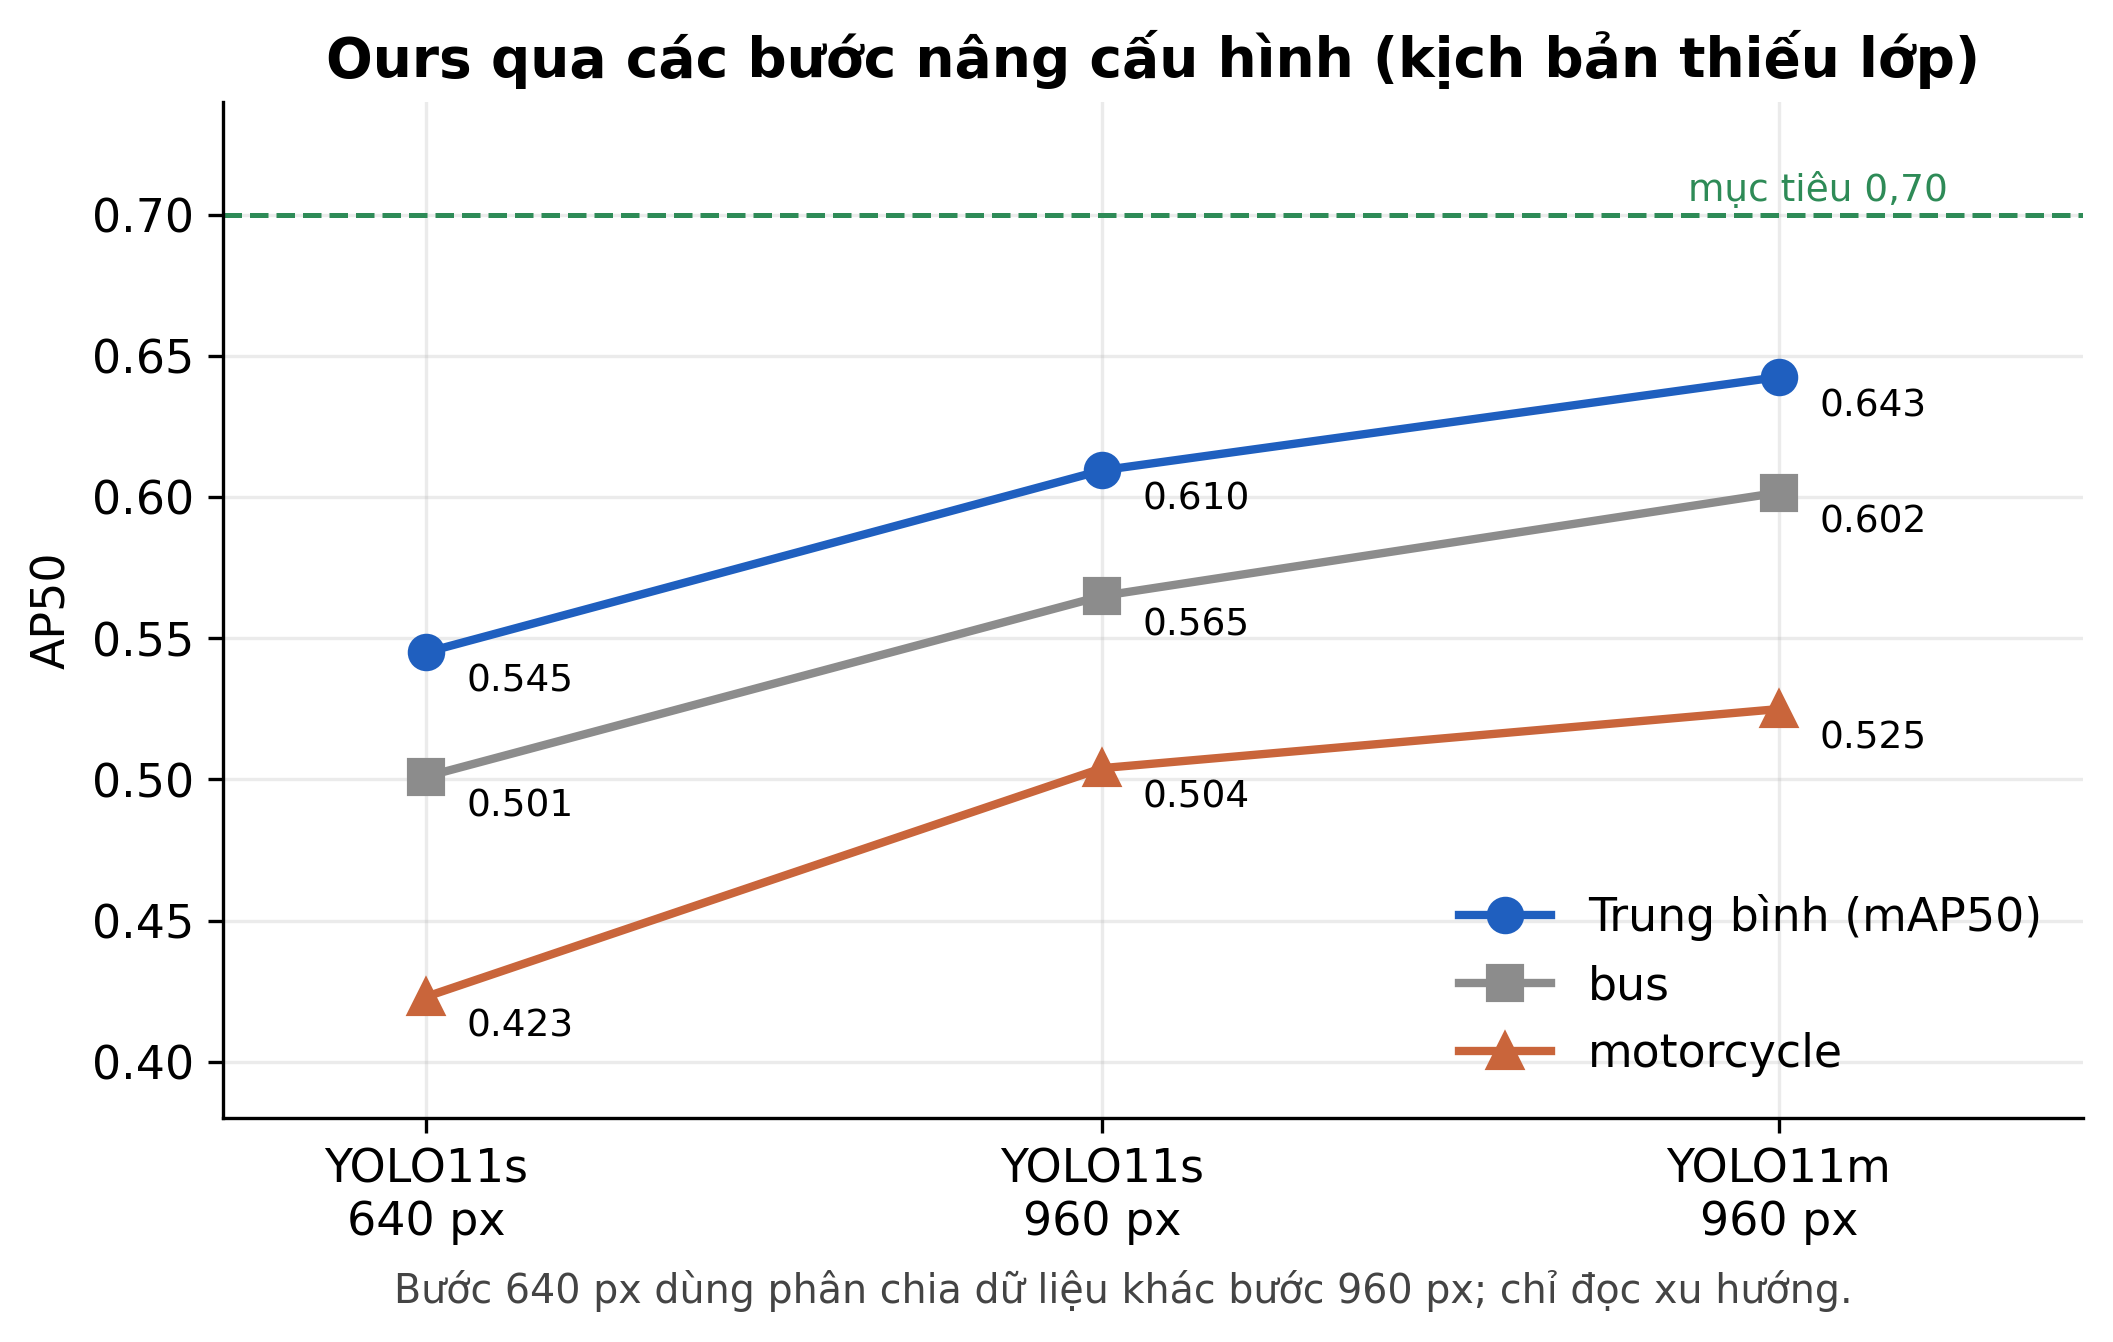 Ours qua các bước nâng cấu hình (kịch bản thiếu lớp)
mục tiêu 0,70
0.70
0.65
0.60
0.55
0.50
0.45
0.40
AP50
0.643
0.610
0.602
0.565
0.545
0.525
0.501
0.504
0.423
Trung bình (mAP50)
bus
motorcycle
YOLO11s
640 px
YOLO11s
960 px
YOLO11m
960 px
Bước 640 px dùng phân chia dữ liệu khác bước 960 px; chỉ đọc xu hướng.